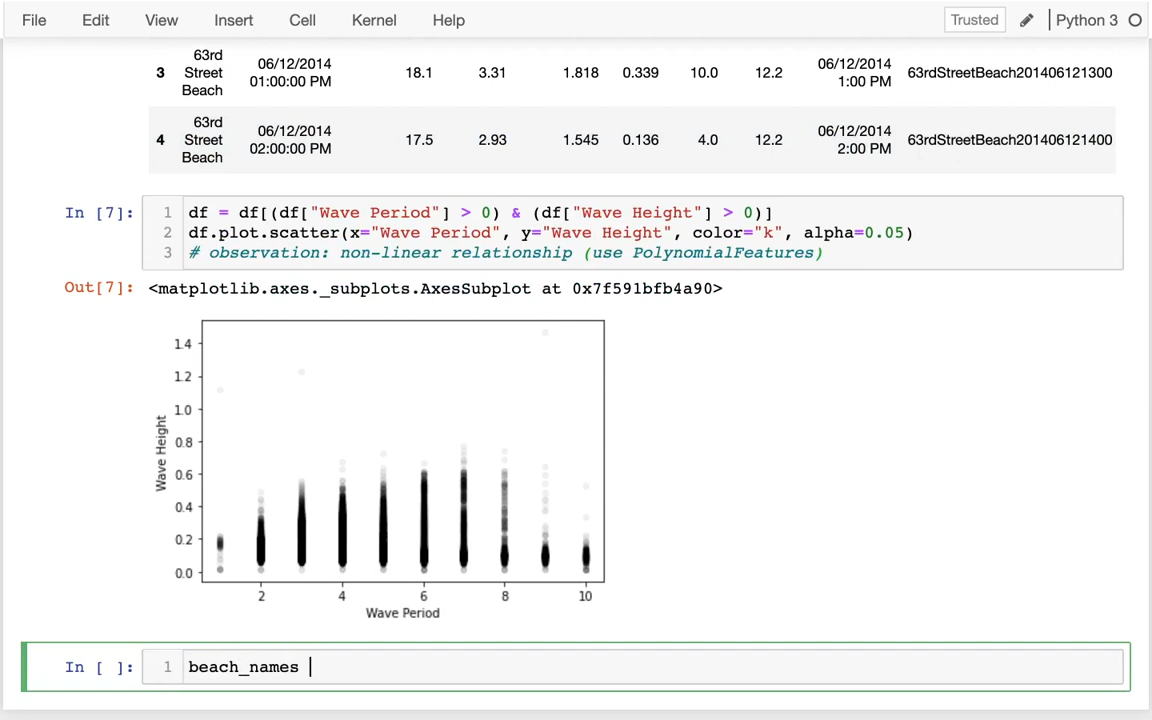 File Edit View Insert Cell Kernel Help Trusted Python 3
3 63rd Street Beach 06/12/2014 01:00:00 PM 18.1 3.31 1.818 0.339 10.0 12.2 06/12/2014 1:00 PM 63rdStreetBeach201406121300
4 63rd Street Beach 06/12/2014 02:00:00 PM 17.5 2.93 1.545 0.136 4.0 12.2 06/12/2014 2:00 PM 63rdStreetBeach201406121400
In [7]: 1 df = df[(df["Wave Period"] > 0) & (df["Wave Height"] > 0)]
2 df.plot.scatter(x="Wave Period", y="Wave Height", color="k", alpha=0.05)
3 # observation: non-linear relationship (use PolynomialFeatures)
Out[7]: <matplotlib.axes._subplots.AxesSubplot at 0x7f591bfb4a90>
1.4
1.2
1.0
0.8
0.6
0.4
0.2
0.0
Wave Height
2 4 6 8 10
Wave Period
In [ ]: 1 beach_names